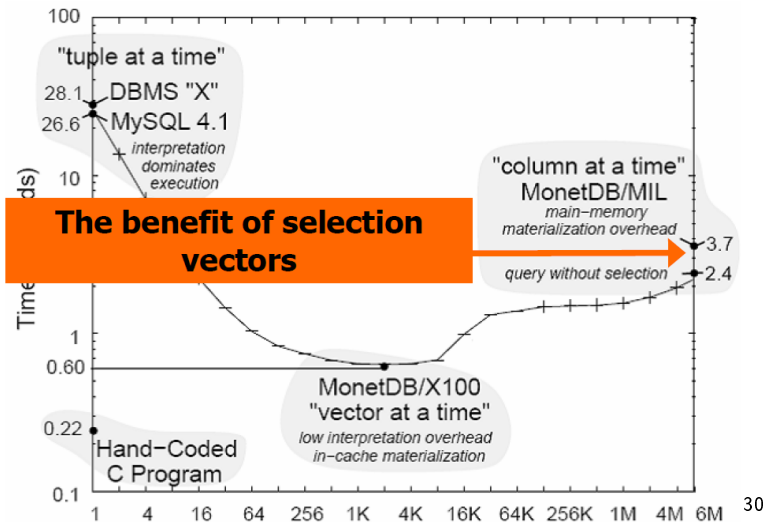 100
"tuple at a time"
28.1
DBMS "X"
26.6
MySQL 4.1
interpretation
dominates
execution
10
"column at a time"
MonetDB/MIL
main−memory
materialization overhead
3.7
query without selection
2.4
The benefit of selection
vectors
1
0.60
MonetDB/X100
"vector at a time"
low interpretation overhead
in−cache materialization
0.22
Hand−Coded
C Program
0.1
1 4 16 64 256 1K 4K 16K 64K 256K 1M 4M 6M
30